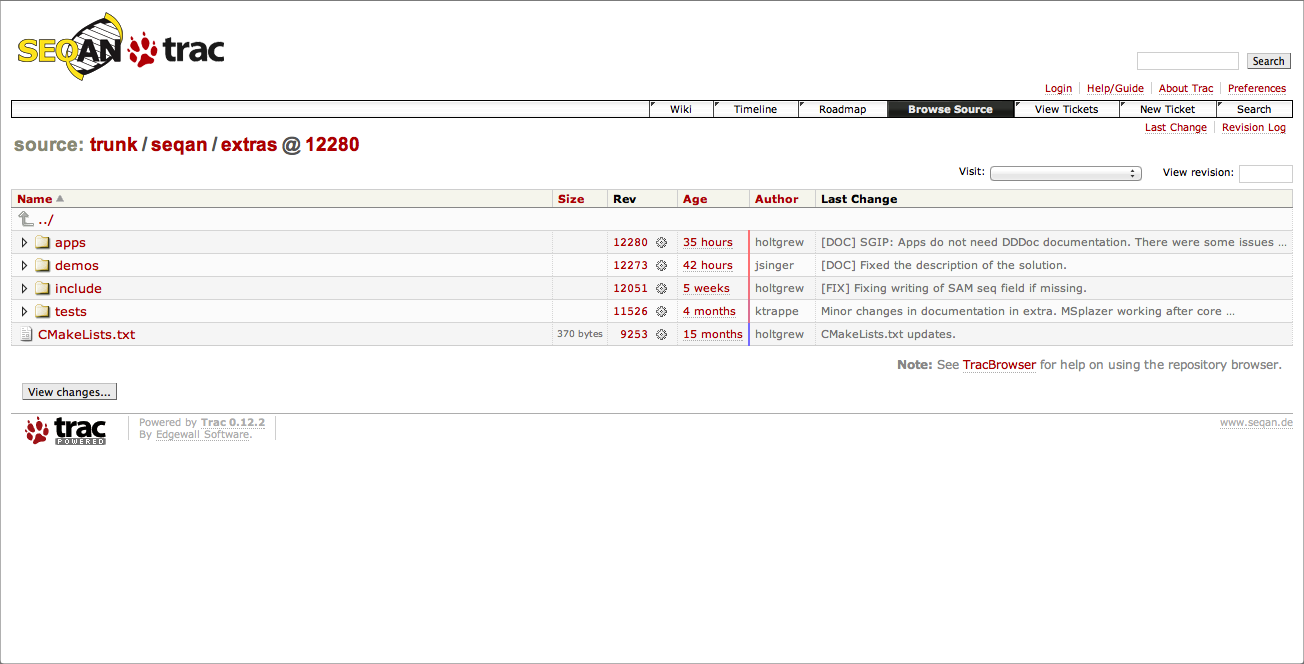 SEQAN trac
Search
Login Help/Guide About Trac Preferences
Wiki Timeline Roadmap Browse Source View Tickets New Ticket Search
Last Change Revision Log
source: trunk / seqan / extras @ 12280
Visit: View revision:
Name Size Rev Age Author Last Change
../
apps 12280 35 hours holtgrew [DOC] SGIP: Apps do not need DDDoc documentation. There were some issues …
demos 12273 42 hours jsinger [DOC] Fixed the description of the solution.
include 12051 5 weeks holtgrew [FIX] Fixing writing of SAM seq field if missing.
tests 11526 4 months ktrappe Minor changes in documentation in extra. MSplazer working after core …
CMakeLists.txt 370 bytes 9253 15 months holtgrew CMakeLists.txt updates.
Note: See TracBrowser for help on using the repository browser.
View changes...
trac POWERED
Powered by Trac 0.12.2
By Edgewall Software.
www.seqan.de